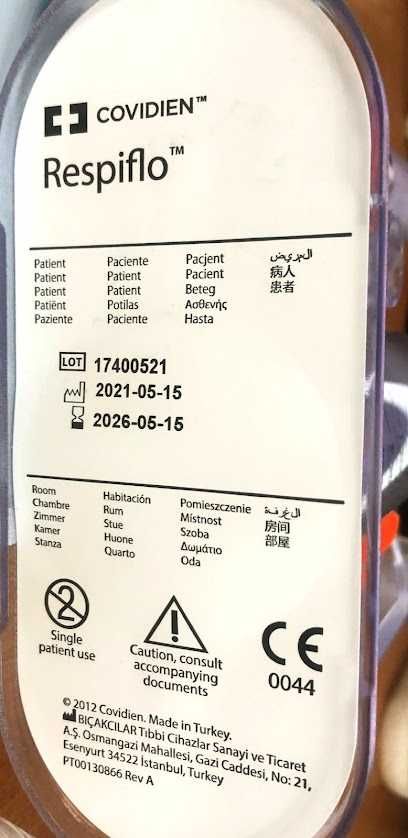 COVIDIEN™
Respiflo™
Patient Paciente Pacjent المريض
Patient Patient Pacient 病人
Patient Patient Beteg 患者
Patiënt Potilas Ασθενής
Paziente Paciente Hasta
LOT 17400521
2021-05-15
2026-05-15
Room Habitación Pomieszczenie الغرفة
Chambre Rum Místnost 房间
Zimmer Stue Szoba 部屋
Kamer Huone Δωμάτιο
Stanza Quarto Oda
2
Single
patient use
!
Caution, consult
accompanying
documents
CE
0044
© 2012 Covidien. Made in Turkey.
BIÇAKCILAR Tıbbi Cihazlar Sanayi ve Ticaret
A.Ş. Osmangazi Mahallesi, Gazi Caddesi, No: 21,
Esenyurt 34522 İstanbul, Turkey
PT00130866 Rev A